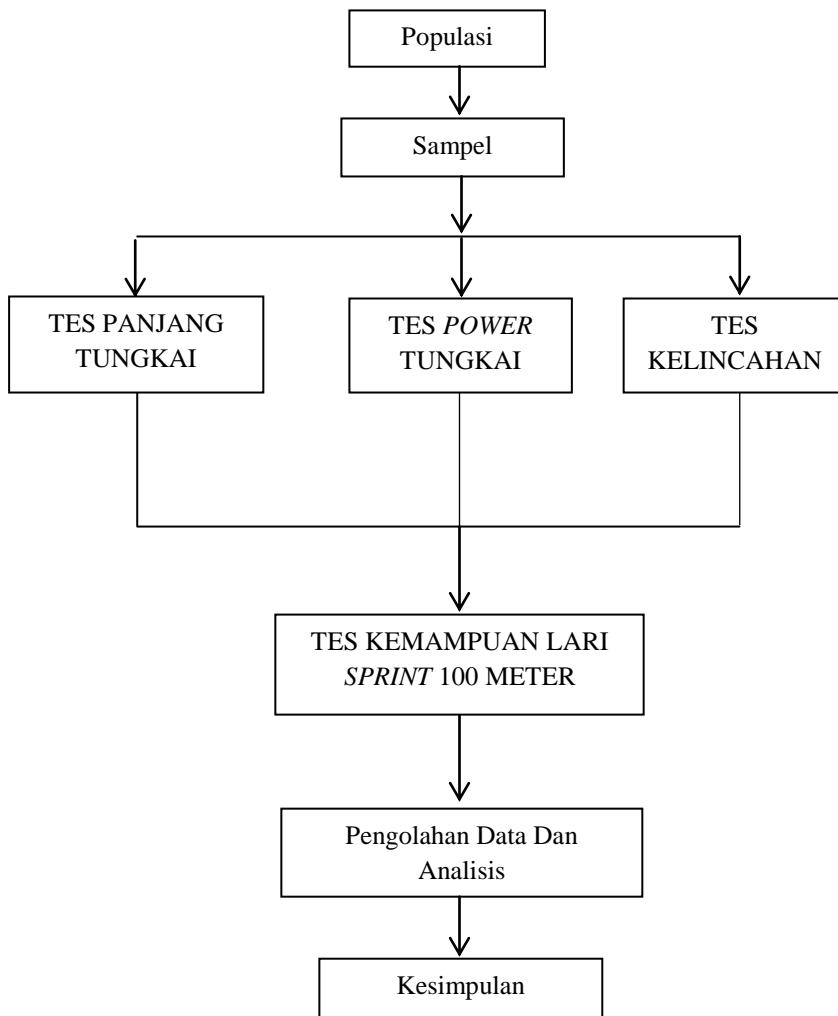 Populasi
Sampel
TES PANJANG
TUNGKAI
TES POWER
TUNGKAI
TES
KELINCAHAN
TES KEMAMPUAN LARI
SPRINT 100 METER
Pengolahan Data Dan
Analisis
Kesimpulan